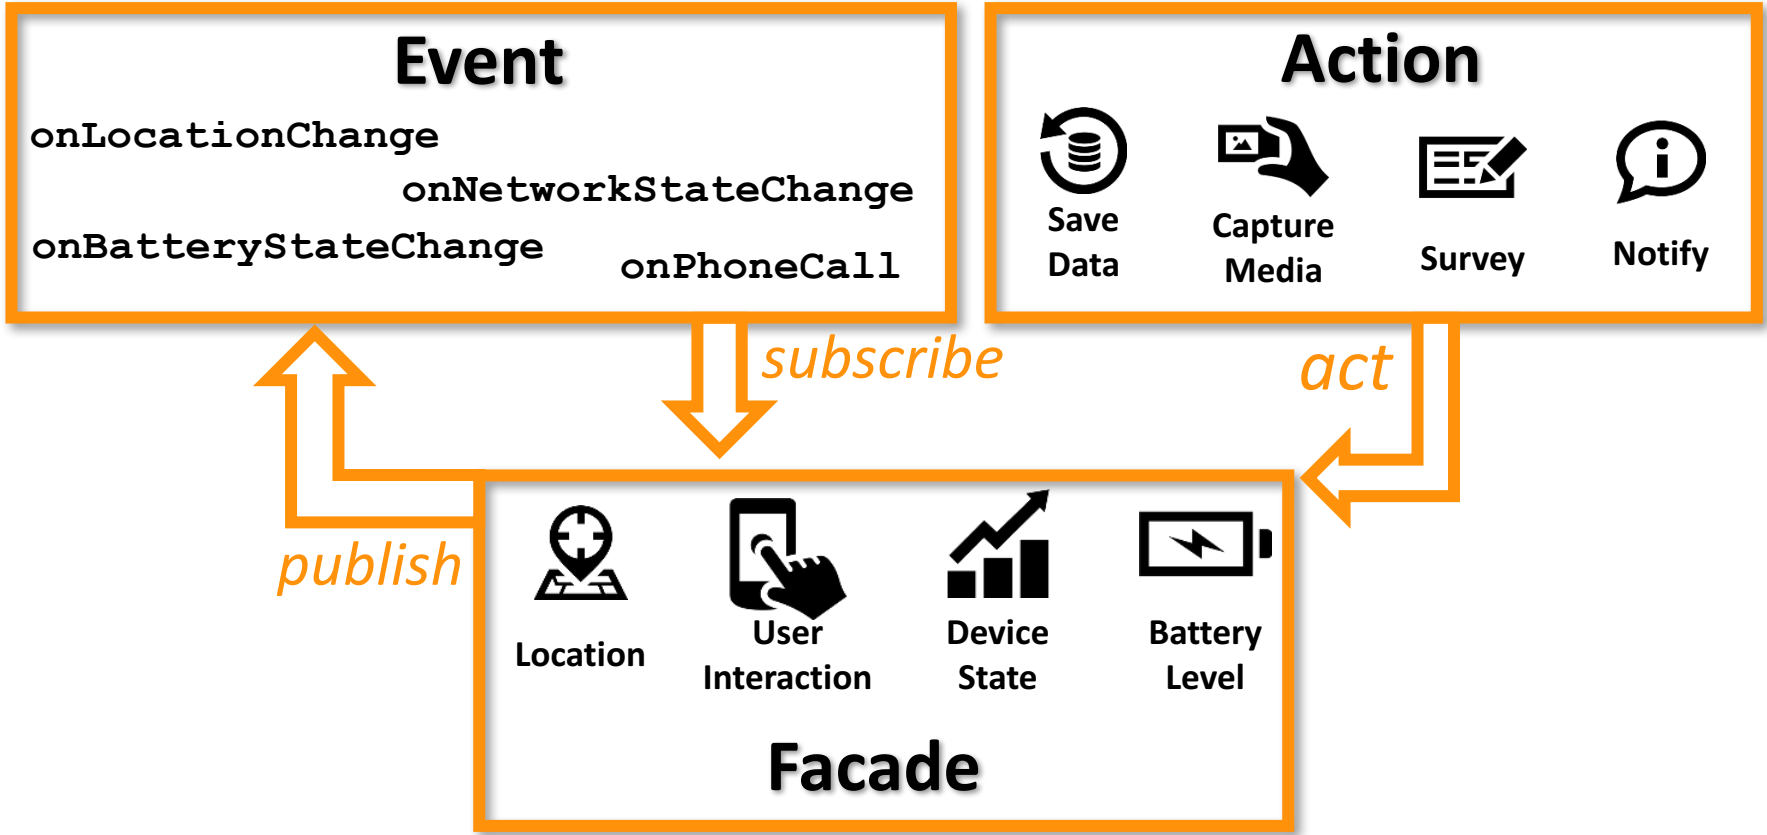 Event
onLocationChange
onNetworkStateChange
onBatteryStateChange
onPhoneCall
Action
Save
Data
Capture
Media
Survey
Notify
subscribe
act
publish
Location
User
Interaction
Device
State
Battery
Level
Facade